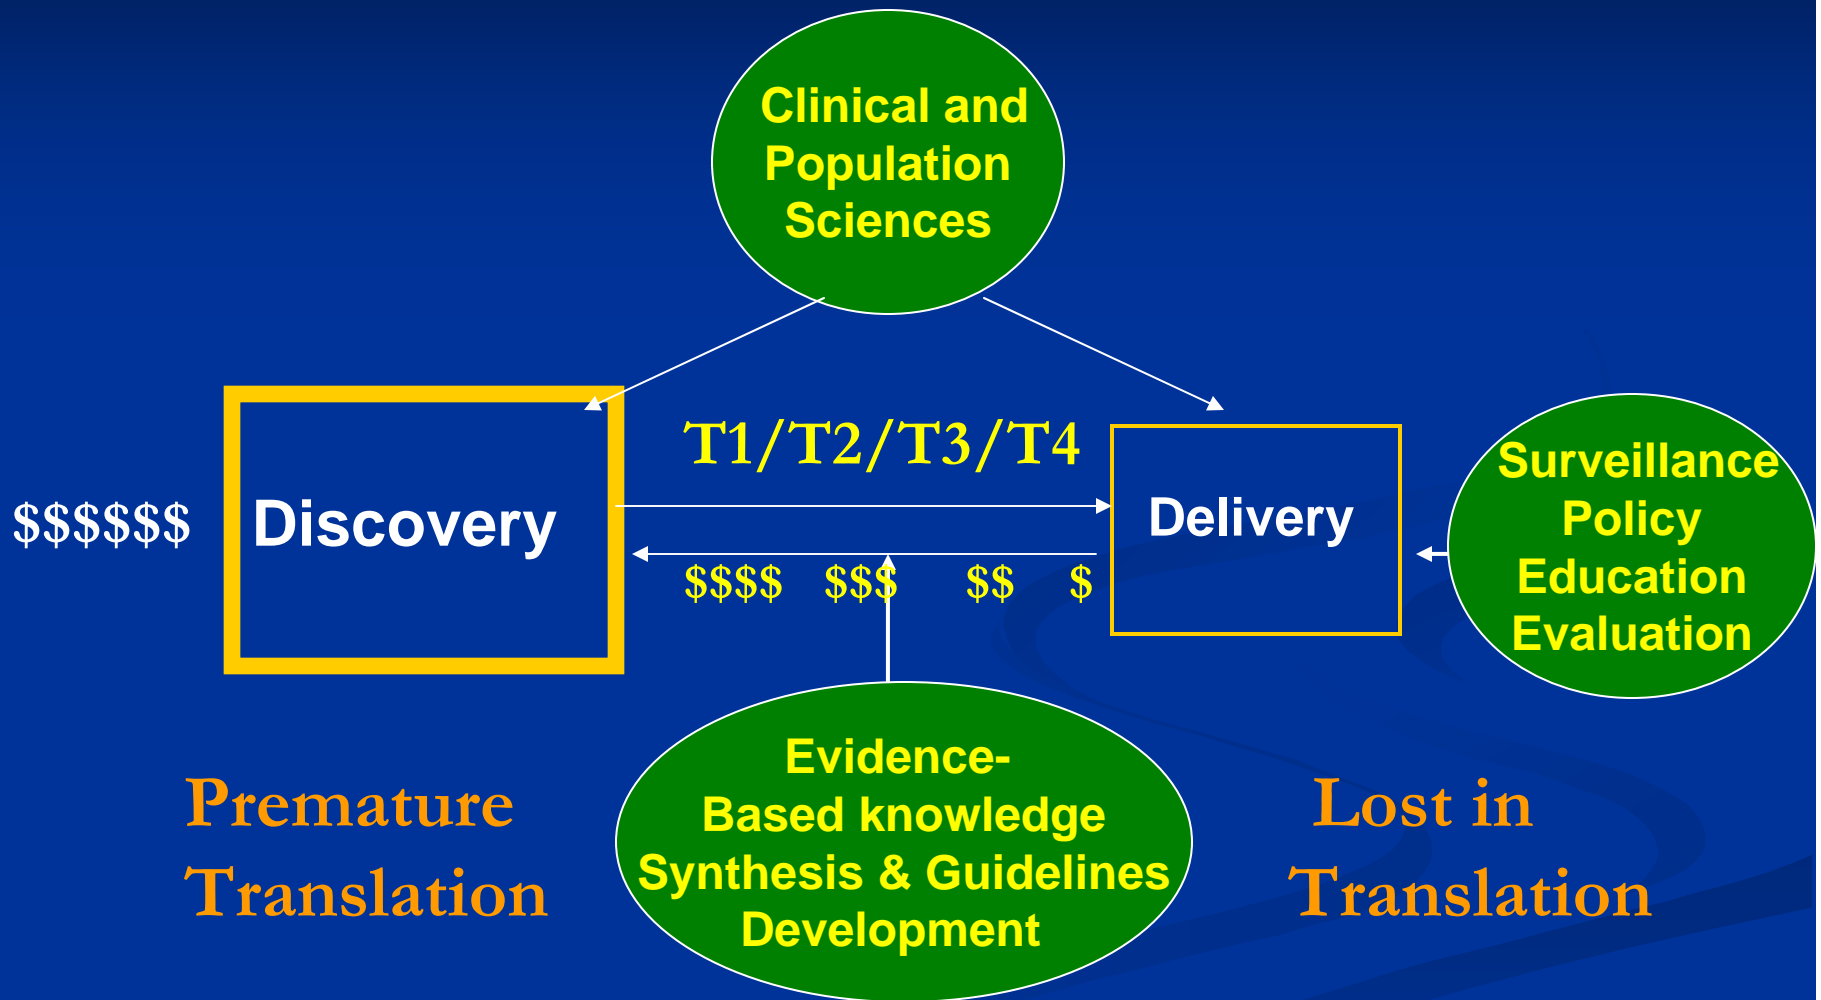 Clinical and
Population
Sciences
T1/T2/T3/T4
$$$$$$
Discovery
Delivery
$$$$ $$$ $$ $
Surveillance
Policy
Education
Evaluation
Premature
Translation
Evidence-
Based knowledge
Synthesis & Guidelines
Development
Lost in
Translation